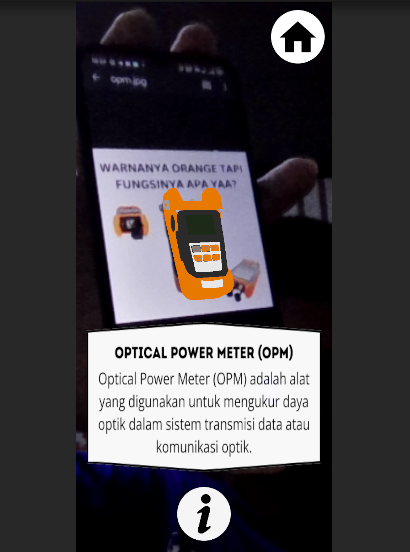 opm.jpg
WARNANYA ORANGE TAPI
FUNGSINYA APA YAA?
OPTICAL POWER METER (OPM)
Optical Power Meter (OPM) adalah alat
yang digunakan untuk mengukur daya
optik dalam sistem transmisi data atau
komunikasi optik.
i